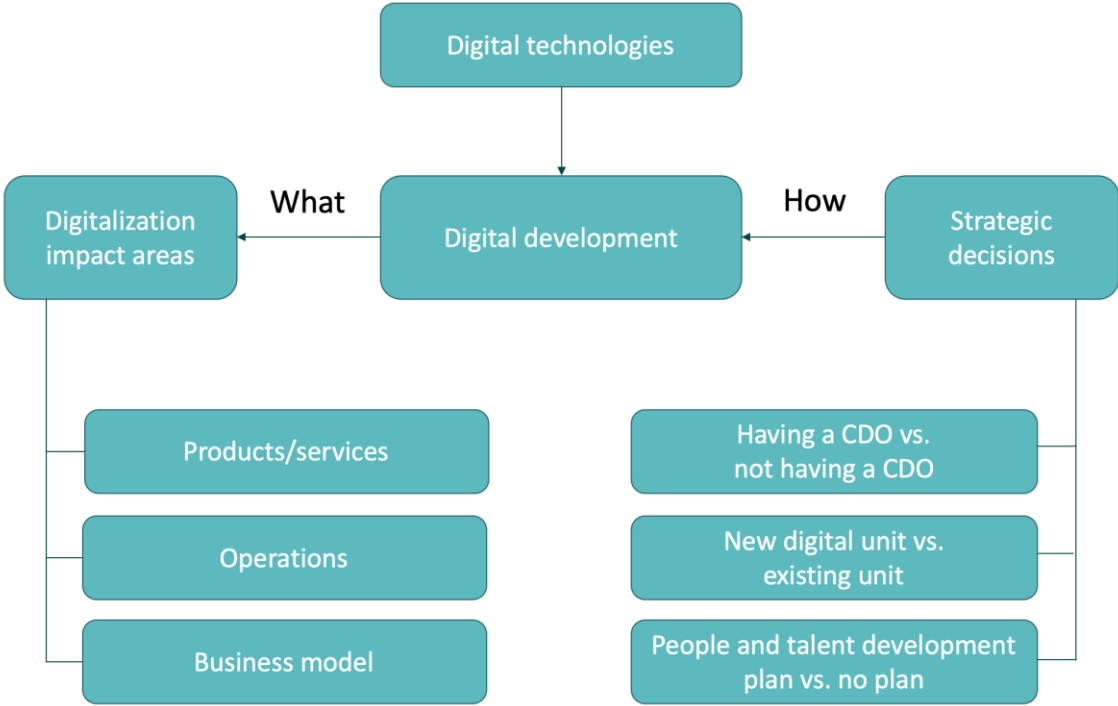 Digital technologies
What
How
Digitalization
impact areas
Digital development
Strategic
decisions
Products/services
Operations
Business model
Having a CDO vs.
not having a CDO
New digital unit vs.
existing unit
People and talent development
plan vs. no plan